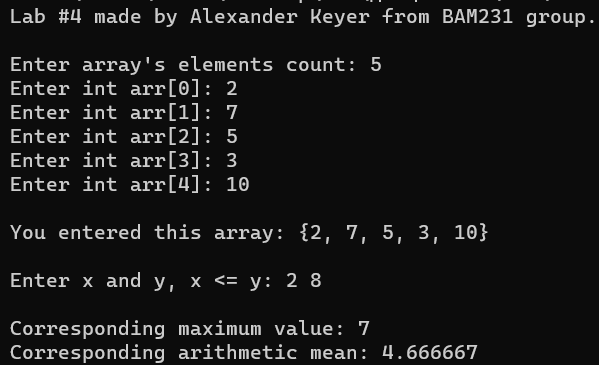 Lab #4 made by Alexander Keyer from BAM231 group.
Enter array's elements count: 5
Enter int arr[0]: 2
Enter int arr[1]: 7
Enter int arr[2]: 5
Enter int arr[3]: 3
Enter int arr[4]: 10
You entered this array: {2, 7, 5, 3, 10}
Enter x and y, x <= y: 2 8
Corresponding maximum value: 7
Corresponding arithmetic mean: 4.666667